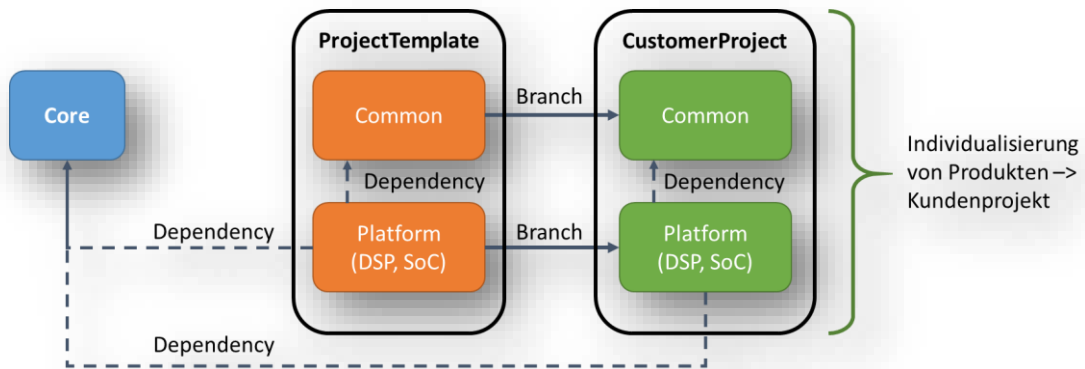 ProjectTemplate
CustomerProject
Core
Common
Branch
Common
Dependency
Dependency
Individualisierung
von Produkten –>
Kundenprojekt
Dependency
Platform
(DSP, SoC)
Branch
Platform
(DSP, SoC)
Dependency